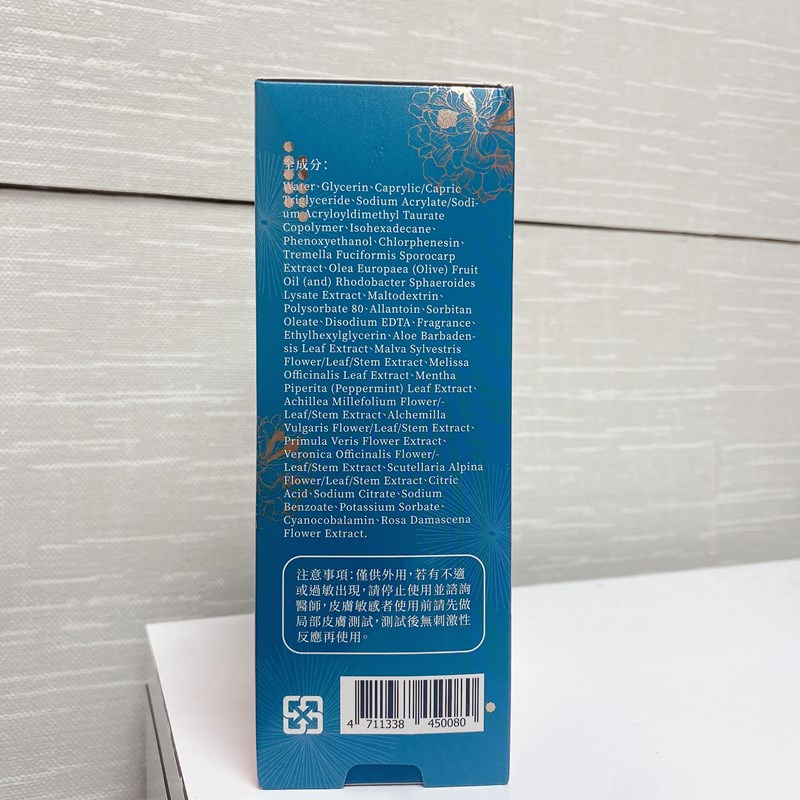 全成分：
Water、Glycerin、Caprylic/Capric
Triglyceride、Sodium Acrylate/Sodi-
um Acryloyldimethyl Taurate
Copolymer、Isohexadecane、
Phenoxyethanol、Chlorphenesin、
Tremella Fuciformis Sporocarp
Extract、Olea Europaea (Olive) Fruit
Oil (and) Rhodobacter Sphaeroides
Lysate Extract、Maltodextrin、
Polysorbate 80、Allantoin、Sorbitan
Oleate、Disodium EDTA、Fragrance、
Ethylhexylglycerin、Aloe Barbaden-
sis Leaf Extract、Malva Sylvestris
Flower/Leaf/Stem Extract、Melissa
Officinalis Leaf Extract、Mentha
Piperita (Peppermint) Leaf Extract、
Achillea Millefolium Flower/-
Leaf/Stem Extract、Alchemilla
Vulgaris Flower/Leaf/Stem Extract、
Primula Veris Flower Extract、
Veronica Officinalis Flower/-
Leaf/Stem Extract、Scutellaria Alpina
Flower/Leaf/Stem Extract、Citric
Acid、Sodium Citrate、Sodium
Benzoate、Potassium Sorbate、
Cyanocobalamin、Rosa Damascena
Flower Extract.
注意事項：僅供外用，若有不適
或過敏出現，請停止使用並諮詢
醫師，皮膚敏感者使用前請先做
局部皮膚測試，測試後無刺激性
反應再使用。
4 711338 450080